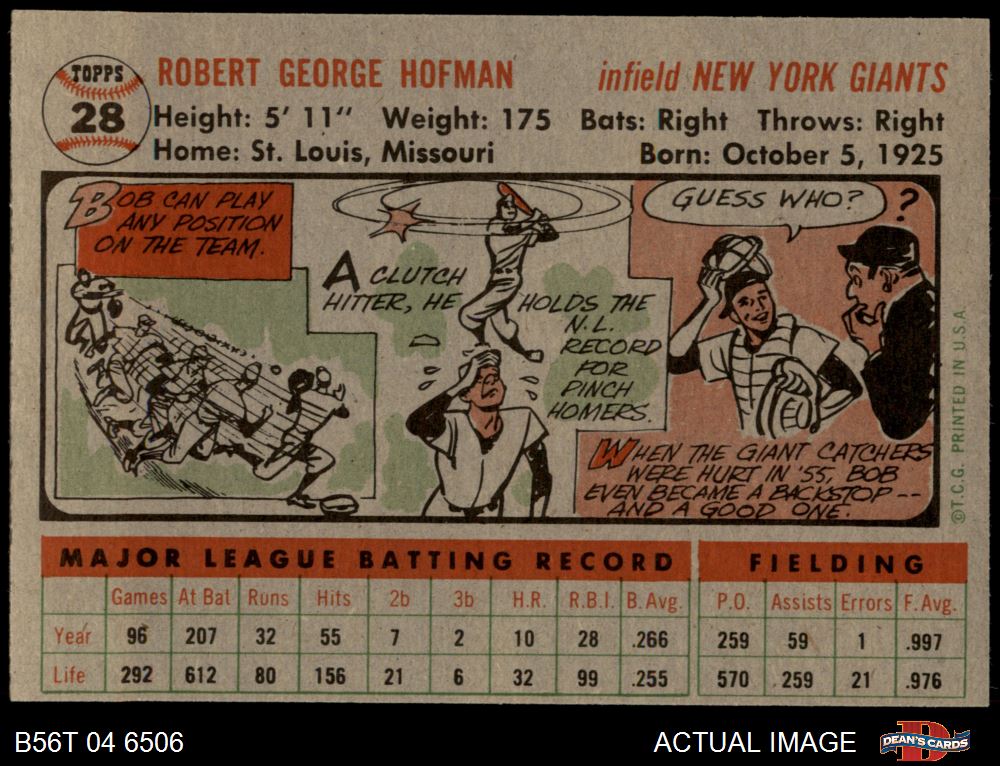 TOPPS
28
ROBERT GEORGE HOFMAN infield NEW YORK GIANTS
Height: 5' 11" Weight: 175 Bats: Right Throws: Right
Home: St. Louis, Missouri Born: October 5, 1925
BOB CAN PLAY
ANY POSITION
ON THE TEAM.
A CLUTCH
HITTER, HE HOLDS THE
N.L.
RECORD
FOR
PINCH
HOMERS.
GUESS WHO?
?
WHEN THE GIANT CATCHERS
WERE HURT IN '55, BOB
EVEN BECAME A BACKSTOP--
AND A GOOD ONE.
©T.C.G. PRINTED IN U.S.A.
MAJOR LEAGUE BATTING RECORD FIELDING
Games At Bat Runs Hits 2b 3b H.R. R.B.I. B. Avg. P.O. Assists Errors F. Avg.
Year 96 207 32 55 7 2 10 28 .266 259 59 1 .997
Life 292 612 80 156 21 6 32 99 .255 570 259 21 .976
B56T 04 6506 ACTUAL IMAGE
D
DEAN'S CARDS